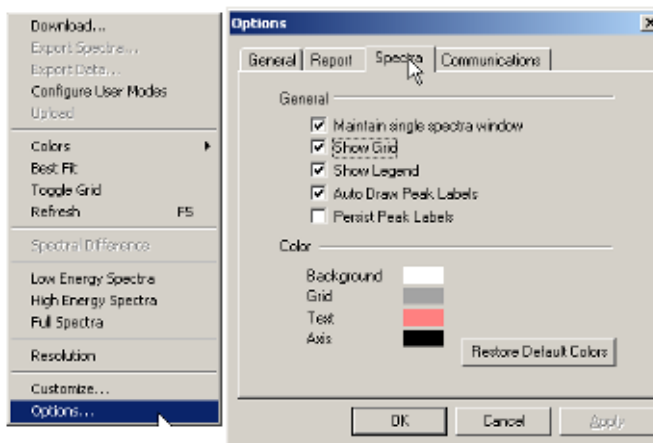 Download...
Export Spectra...
Export Data...
Configure User Modes
Upload
Colors
Best Fit
Toggle Grid
Refresh F5
Spectral Difference
Low Energy Spectra
High Energy Spectra
Full Spectra
Resolution
Customize...
Options...
Options
General Report Spectra Communications
General
Maintain single spectra window
Show Grid
Show Legend
Auto Draw Peak Labels
Persist Peak Labels
Color
Background
Grid
Text
Axis
Restore Default Colors
OK Cancel Apply